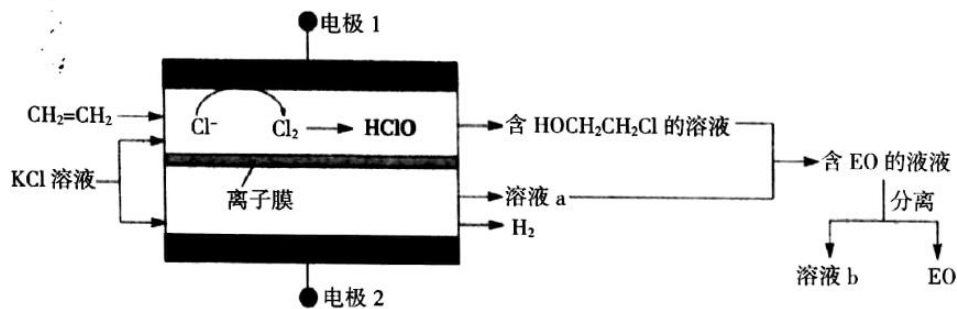 电极 1
CH₂=CH₂
Cl⁻
Cl₂
HClO
含 HOCH₂CH₂Cl 的溶液
KCl 溶液
离子膜
溶液 a
H₂
含 EO 的液液
分离
溶液 b
EO
电极 2